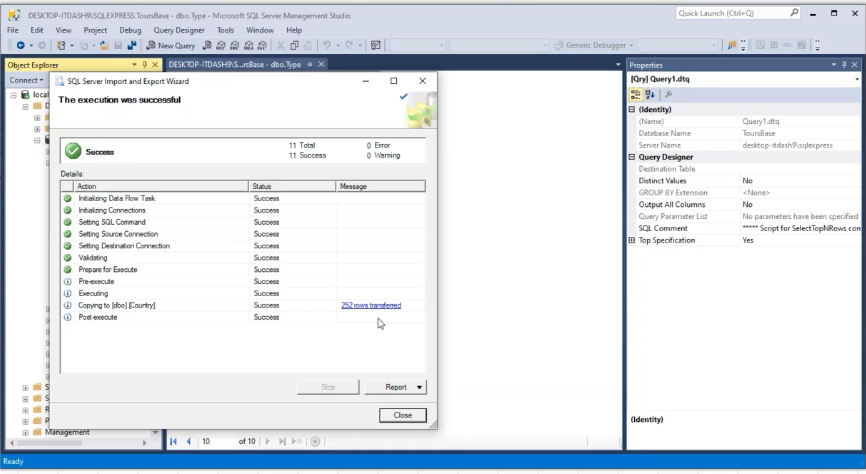 DESKTOP-ITDASH9\SQLEXPRESS.ToursBase - dbo.Type - Microsoft SQL Server Management Studio
Quick Launch (Ctrl+Q)
File Edit View Project Debug Query Designer Tools Window Help
New Query
Generic Debugger
Object Explorer
DESKTOP-ITDASH9\S...rsBase - dbo.Type
Properties
Connect
SQL Server Import and Export Wizard
[Qry] Query1.dtq
The execution was successful
local
(Identity)
(Name) Query1.dtq
Database Name ToursBase
Server Name desktop-itdash9\sqlexpress
Success
11 Total 0 Error
11 Success 0 Warning
Query Designer
Destination Table
Details:
Distinct Values No
Action Status Message
GROUP BY Extension <None>
Initializing Data Flow Task Success
Output All Columns No
Initializing Connections Success
Query Parameter List No parameters have been specified
Setting SQL Command Success
SQL Comment ***** Script for SelectTopNRows com
Setting Source Connection Success
Top Specification Yes
Setting Destination Connection Success
Validating Success
Prepare for Execute Success
Pre-execute Success
Executing Success
Copying to [dbo].[Country] Success 252 rows transferred
Post-execute Success
Stop Report
Close
(Identity)
Management
10 of 10
Ready